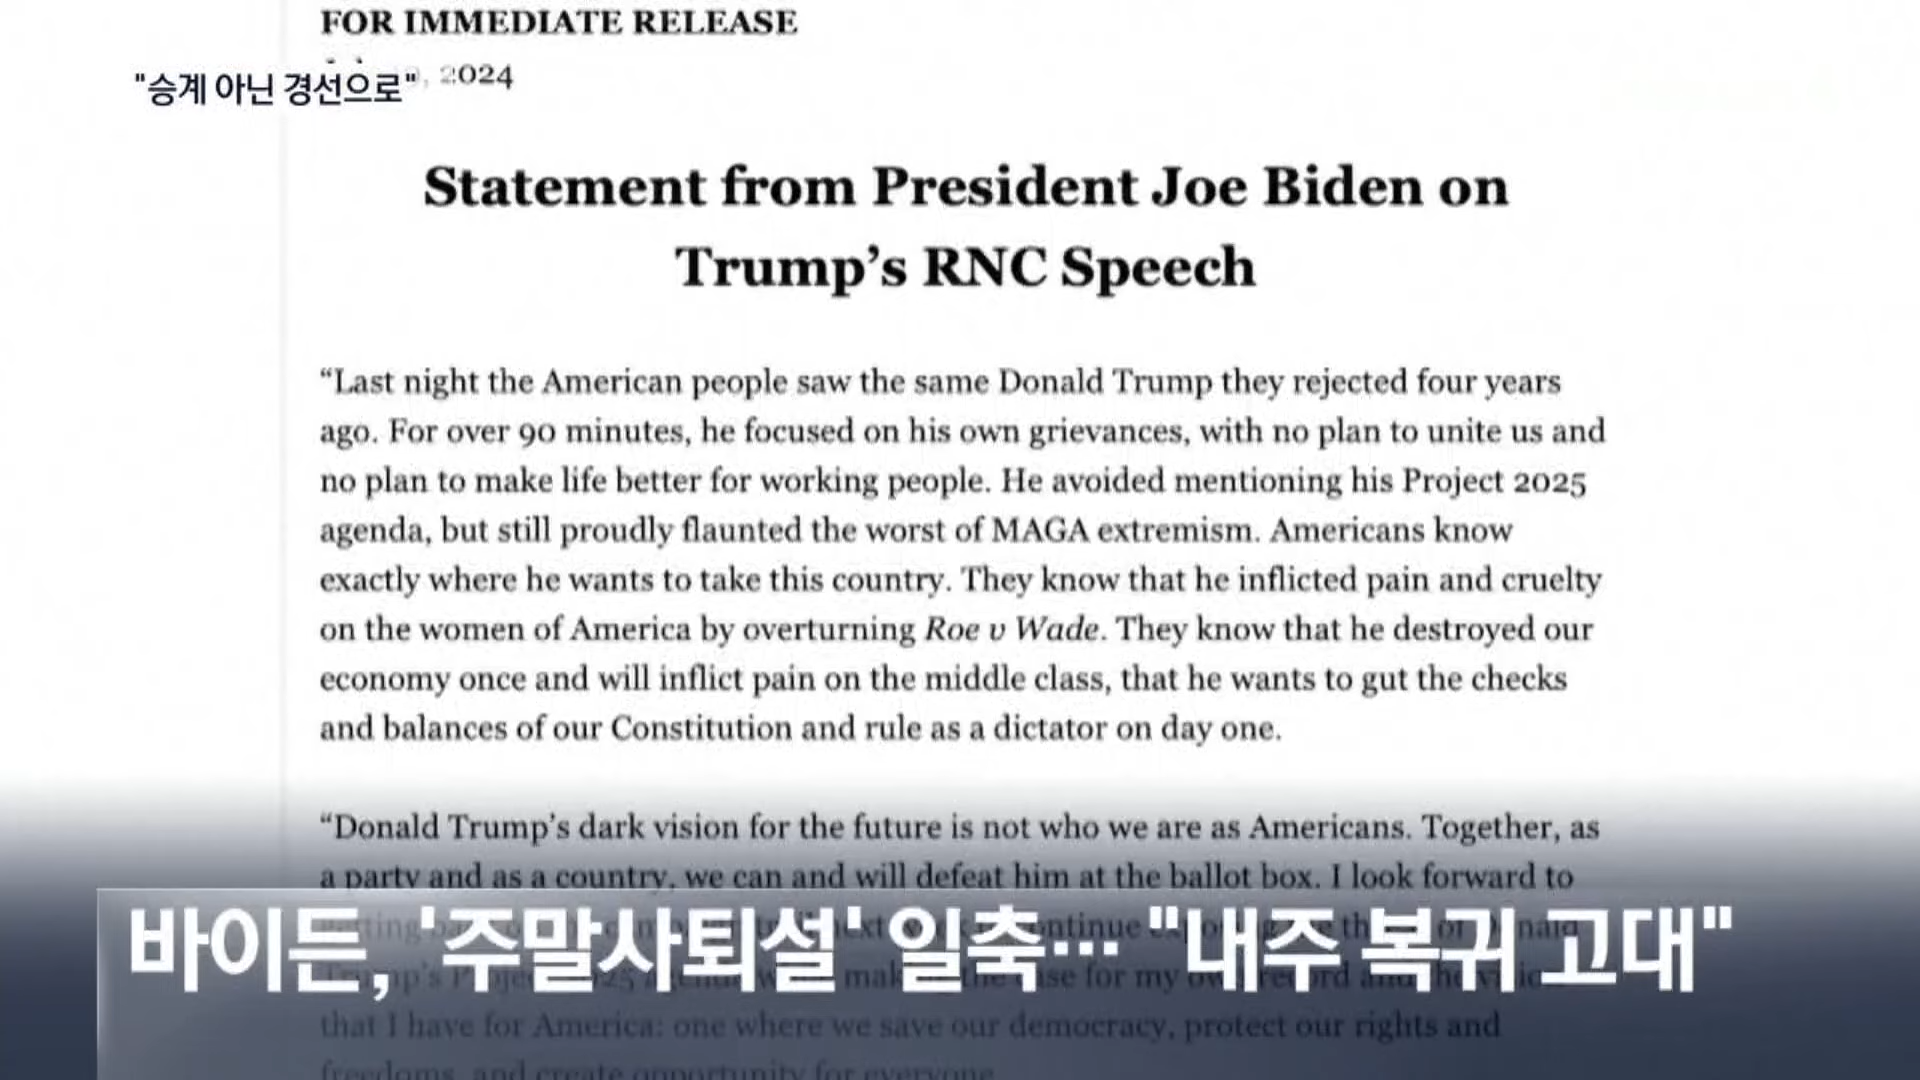 FOR IMMEDIATE RELEASE
, 2024
"승계 아닌 경선으로"
Statement from President Joe Biden on
Trump’s RNC Speech
“Last night the American people saw the same Donald Trump they rejected four years
ago. For over 90 minutes, he focused on his own grievances, with no plan to unite us and
no plan to make life better for working people. He avoided mentioning his Project 2025
agenda, but still proudly flaunted the worst of MAGA extremism. Americans know
exactly where he wants to take this country. They know that he inflicted pain and cruelty
on the women of America by overturning Roe v Wade. They know that he destroyed our
economy once and will inflict pain on the middle class, that he wants to gut the checks
and balances of our Constitution and rule as a dictator on day one.
“Donald Trump’s dark vision for the future is not who we are as Americans. Together, as
a party and as a country, we can and will defeat him at the ballot box. I look forward to
바이든, '주말사퇴설' 일축… "내주 복귀 고대"
that I have for America: one where we save our democracy, protect our rights and
freedoms, and create opportunity for everyone